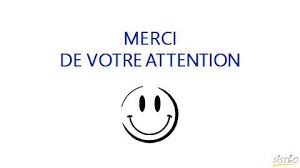 MERCI
DE VOTRE ATTENTION